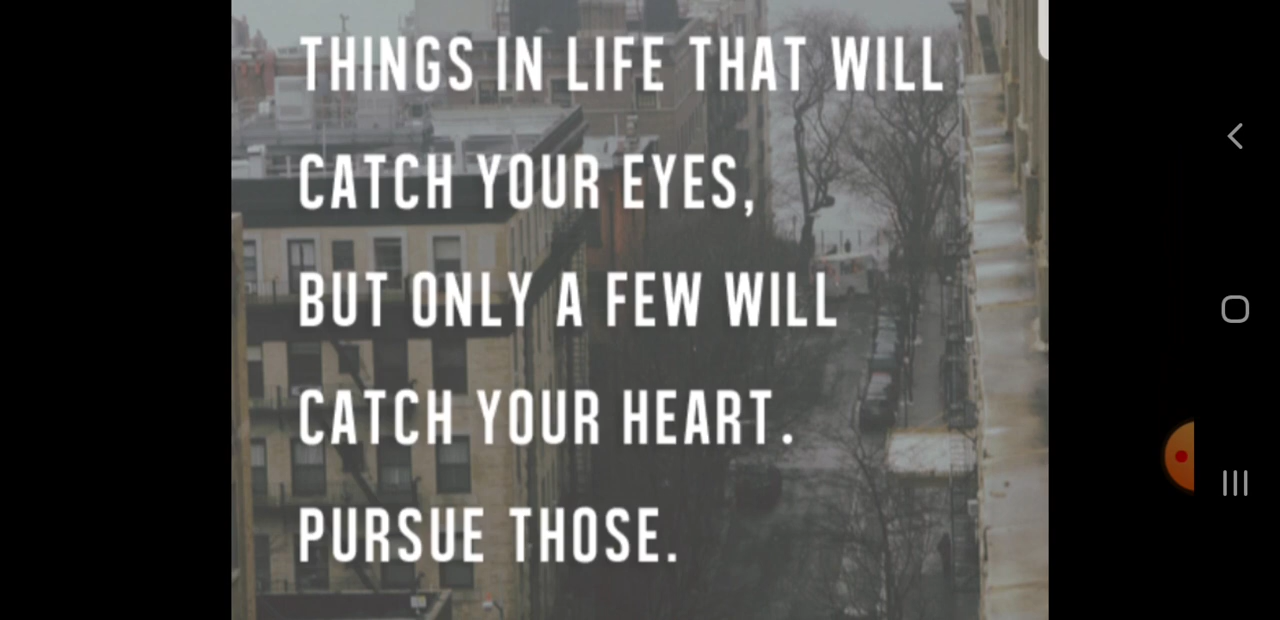 THINGS IN LIFE THAT WILL
CATCH YOUR EYES,
BUT ONLY A FEW WILL
CATCH YOUR HEART.
PURSUE THOSE.